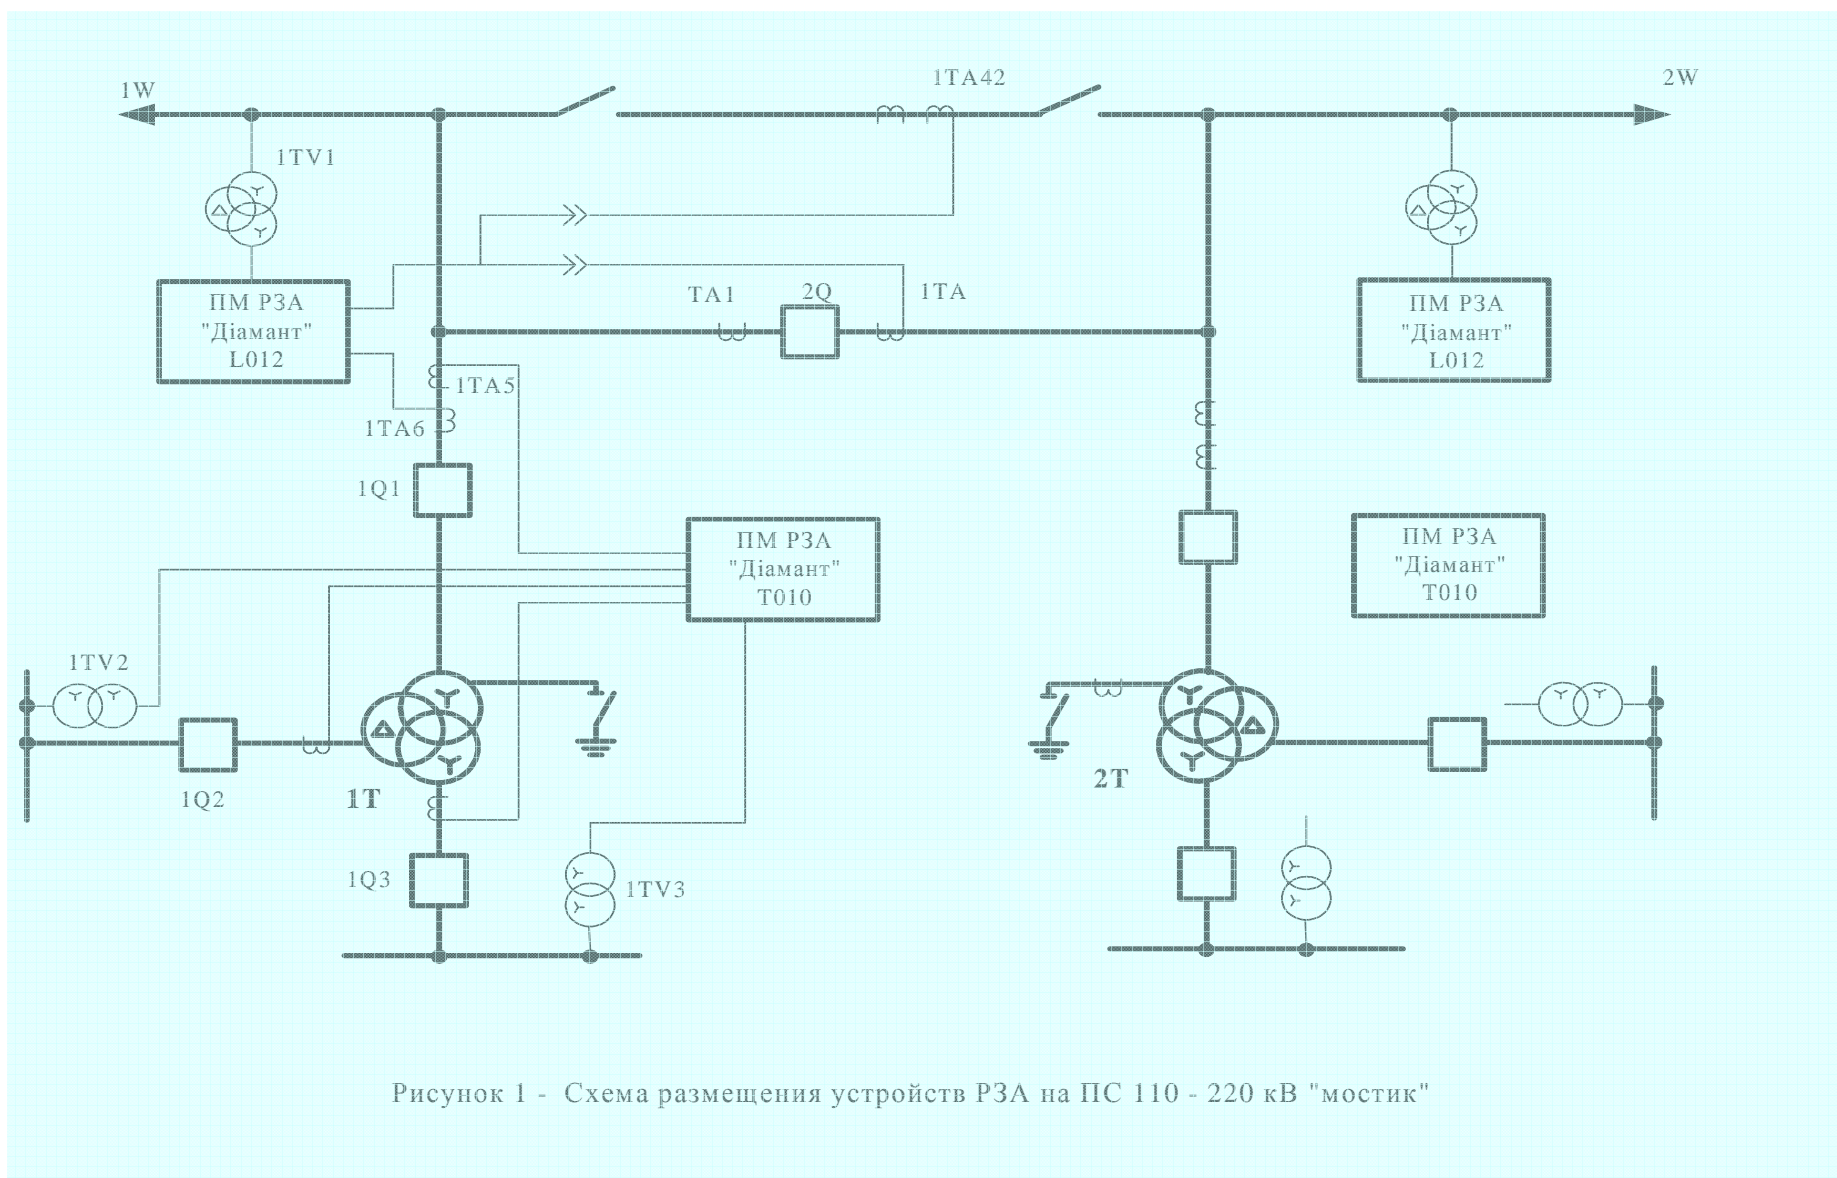 1TA42
1W
2W
1TV1
ПМ РЗА
"Діамант"
L012
TA1
2Q
1TA
ПМ РЗА
"Діамант"
L012
1TA5
1TA6
1Q1
ПМ РЗА
"Діамант"
T010
ПМ РЗА
"Діамант"
T010
1TV2
1Q2
1T
2T
1Q3
1TV3
Рисунок 1 - Схема размещения устройств РЗА на ПС 110 - 220 кВ "мостик"